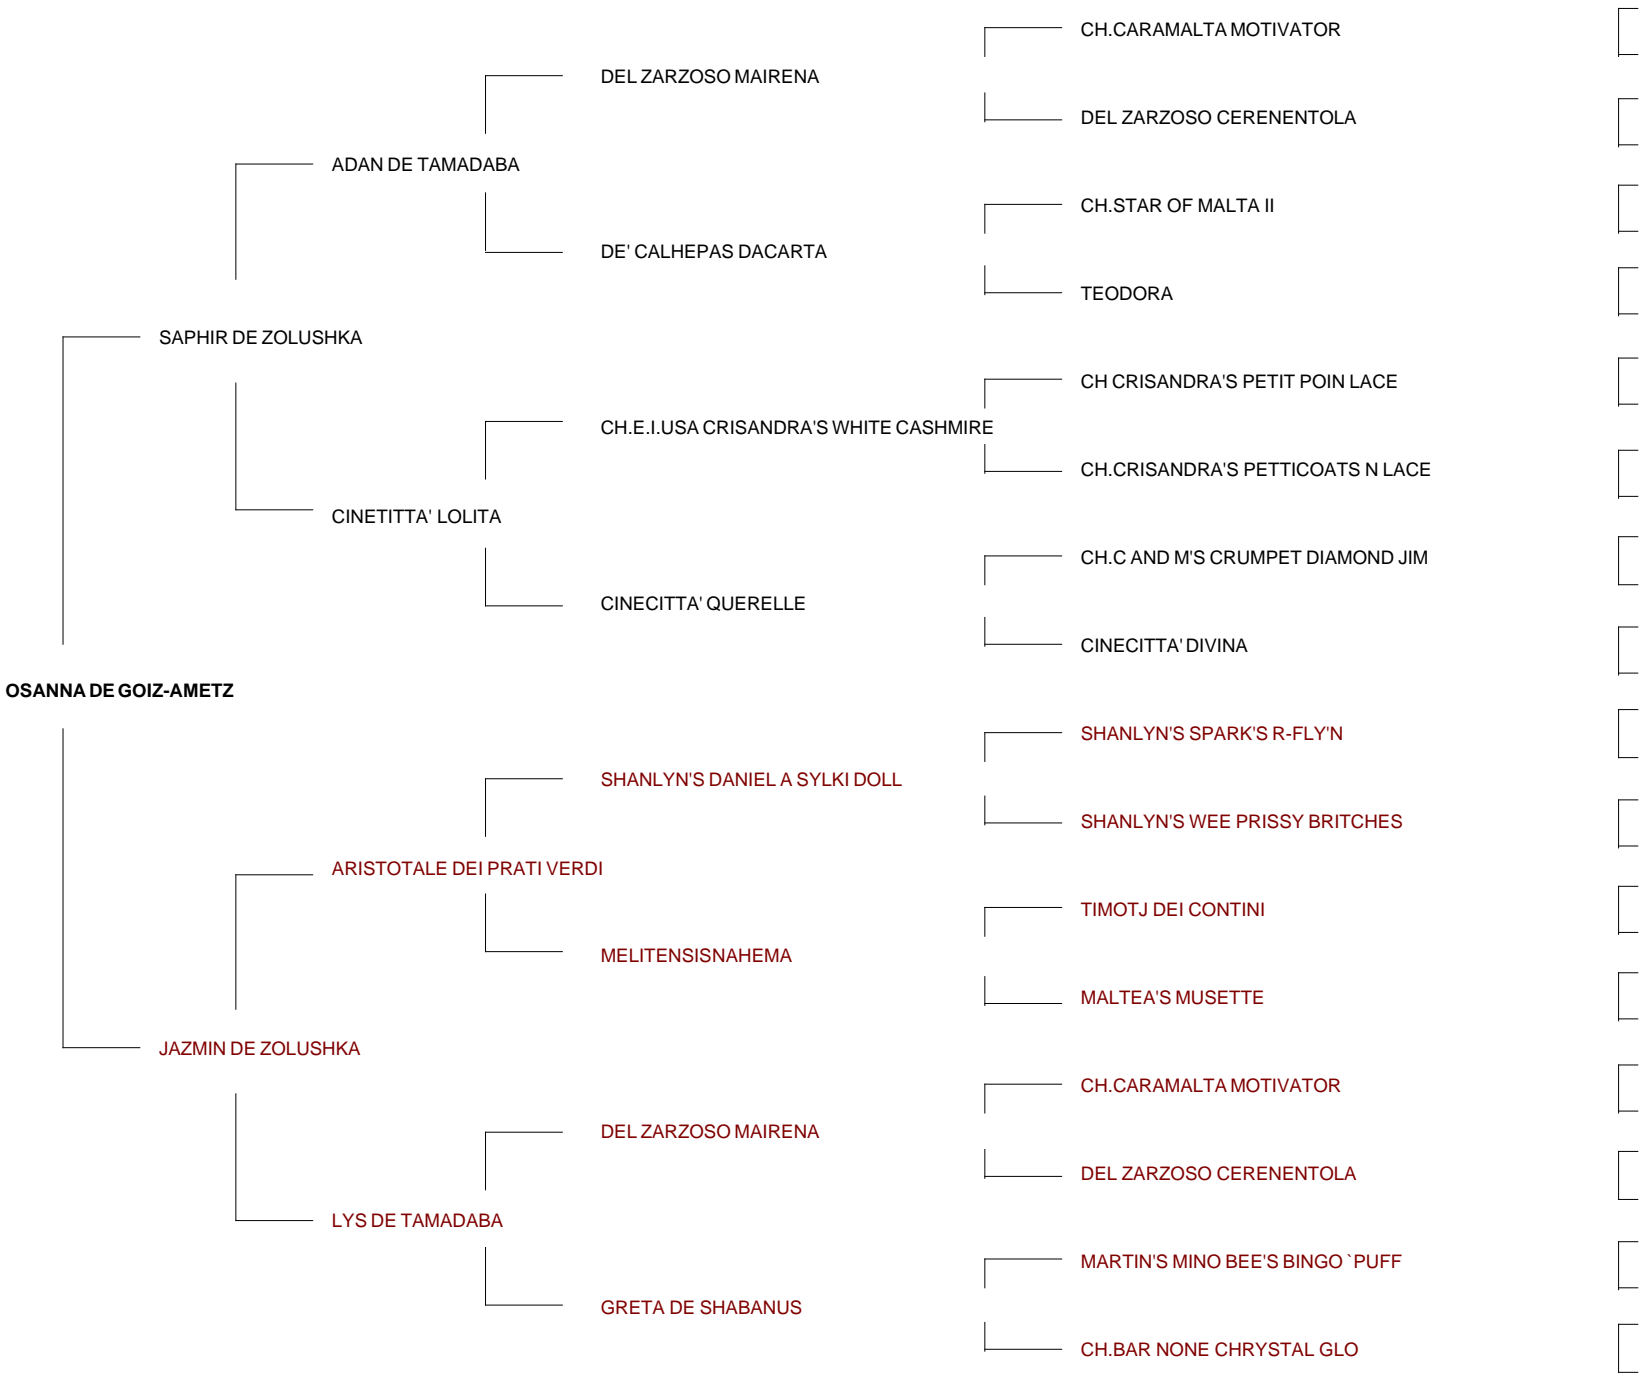 CH.CARAMALTA MOTIVATOR
DEL ZARZOSO MAIRENA
DEL ZARZOSO CERENENTOLA
ADAN DE TAMADABA
CH.STAR OF MALTA II
DE' CALHEPAS DACARTA
TEODORA
SAPHIR DE ZOLUSHKA
CH CRISANDRA'S PETIT POIN LACE
CH.E.I.USA CRISANDRA'S WHITE CASHMIRE
CH.CRISANDRA'S PETTICOATS N LACE
CINETITTA' LOLITA
CH.C AND M'S CRUMPET DIAMOND JIM
CINECITTA' QUERELLE
CINECITTA' DIVINA
OSANNA DE GOIZ-AMETZ
SHANLYN'S SPARK'S R-FLY'N
SHANLYN'S DANIEL A SYLKI DOLL
SHANLYN'S WEE PRISSY BRITCHES
ARISTOTALE DEI PRATI VERDI
TIMOTJ DEI CONTINI
MELITENSISNAHEMA
MALTEA'S MUSETTE
JAZMIN DE ZOLUSHKA
CH.CARAMALTA MOTIVATOR
DEL ZARZOSO MAIRENA
DEL ZARZOSO CERENENTOLA
LYS DE TAMADABA
MARTIN'S MINO BEE'S BINGO `PUFF
GRETA DE SHABANUS
CH.BAR NONE CHRYSTAL GLO